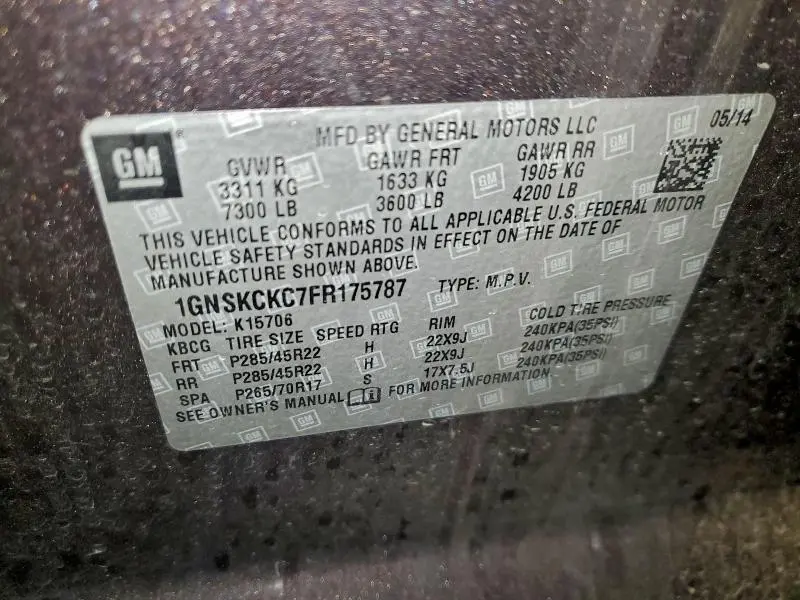 GM
MFD BY GENERAL MOTORS LLC 05/14
GVWR GAWR FRT GAWR RR
3311 KG 1633 KG 1905 KG
7300 LB 3600 LB 4200 LB
THIS VEHICLE CONFORMS TO ALL APPLICABLE U.S. FEDERAL MOTOR
VEHICLE SAFETY STANDARDS IN EFFECT ON THE DATE OF
MANUFACTURE SHOWN ABOVE.
1GNSKCKC7FR175787 TYPE: M.P.V.
MODEL: K15706
KBCG TIRE SIZE SPEED RTG RIM COLD TIRE PRESSURE
FRT P285/45R22 H 22X9J 240KPA(35PSI)
RR P285/45R22 H 22X9J 240KPA(35PSI)
SPA P265/70R17 S 17X7.5J 240KPA(35PSI)
SEE OWNER'S MANUAL FOR MORE INFORMATION